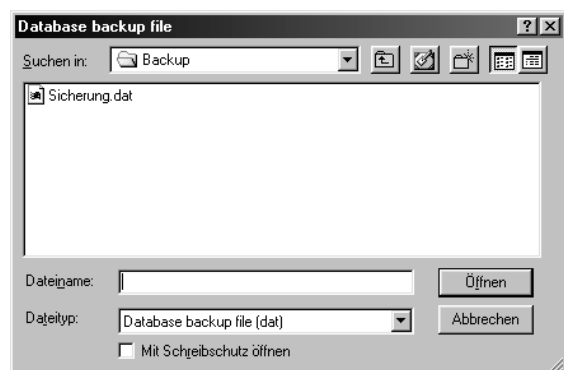 Database backup file
Suchen in: Backup
Sicherung.dat
Dateiname: Öffnen
Dateityp: Database backup file (dat) Abbrechen
Mit Schreibschutz öffnen